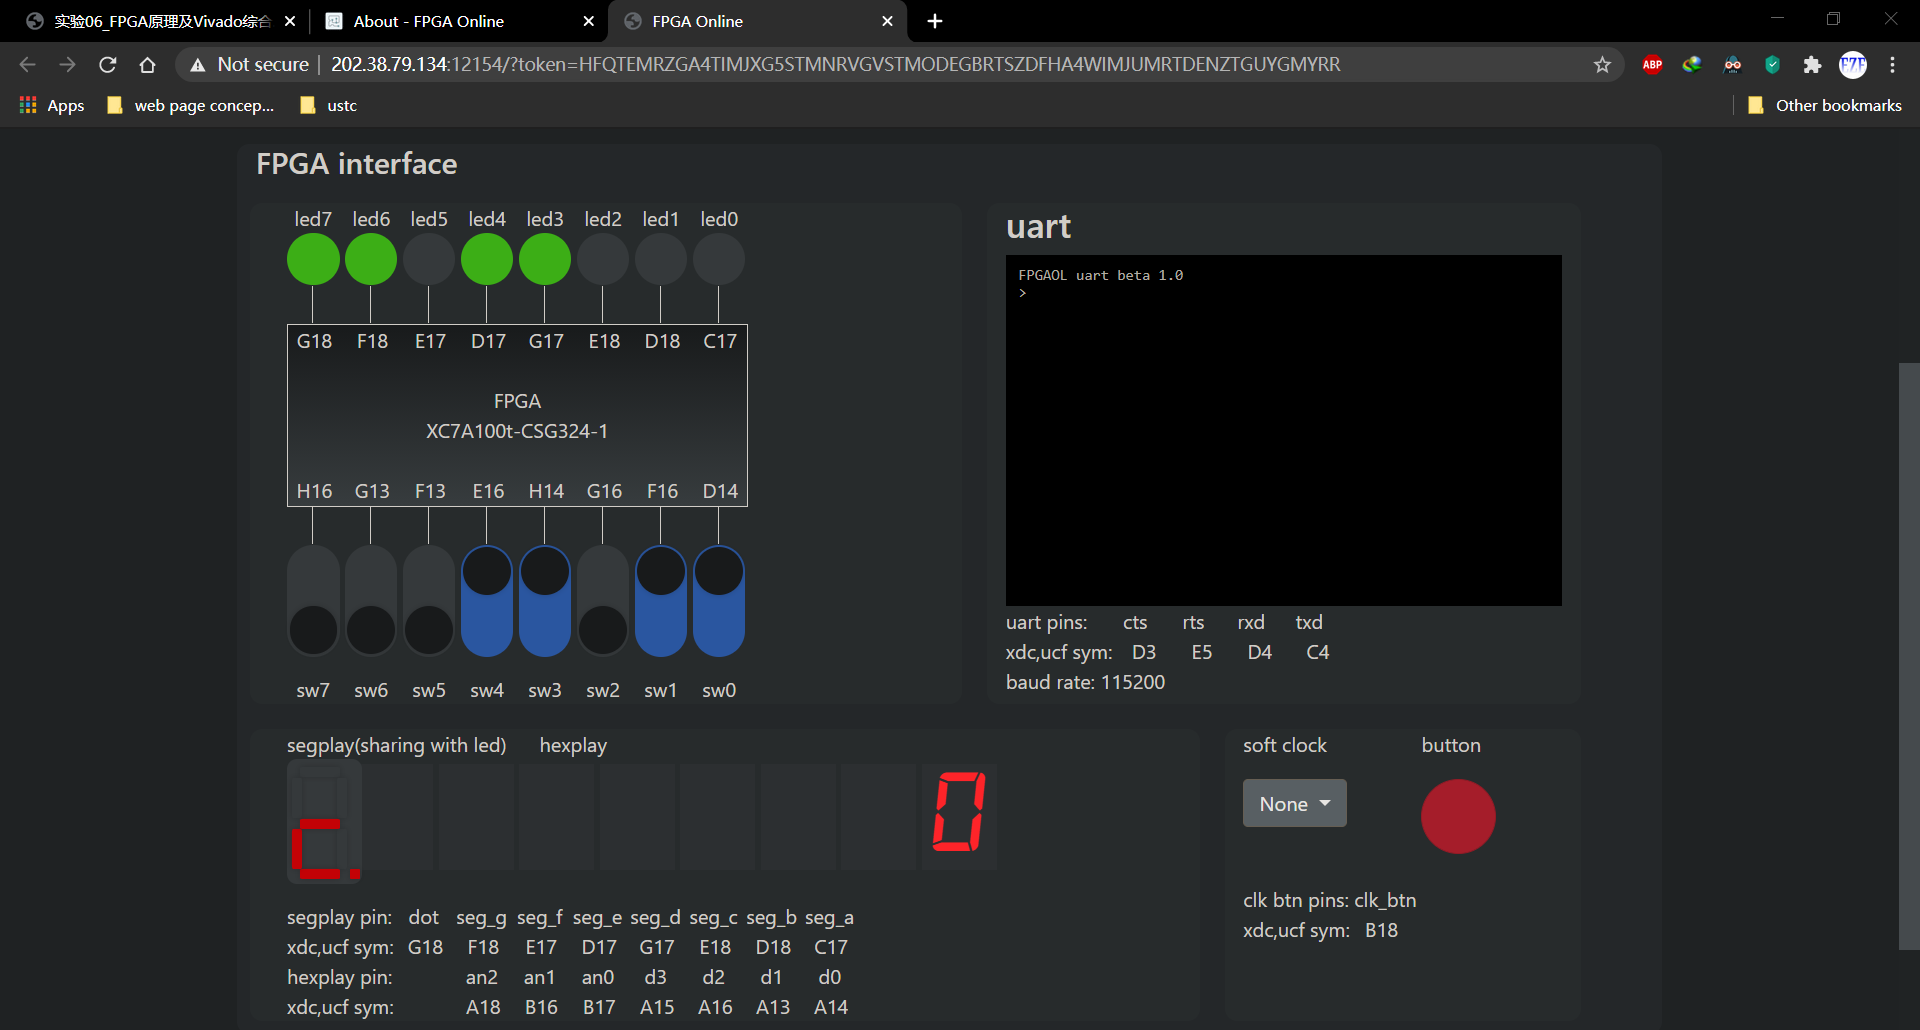 实验06_FPGA原理及Vivado综合
About - FPGA Online
FPGA Online
Not secure | 202.38.79.134:12154/?token=HFQTEMRZGA4TIMJXG5STMNRVGVSTMODEGBRTSZDFHA4WIMJUMRTDENZTGUYGMYRR
ABP
FZF
Apps
web page concep...
ustc
Other bookmarks
FPGA interface
led7 led6 led5 led4 led3 led2 led1 led0
G18 F18 E17 D17 G17 E18 D18 C17
FPGA
XC7A100t-CSG324-1
H16 G13 F13 E16 H14 G16 F16 D14
sw7 sw6 sw5 sw4 sw3 sw2 sw1 sw0
uart
FPGAOL uart beta 1.0
>
uart pins: cts rts rxd txd
xdc,ucf sym: D3 E5 D4 C4
baud rate: 115200
segplay(sharing with led) hexplay
0
segplay pin: dot seg_g seg_f seg_e seg_d seg_c seg_b seg_a
xdc,ucf sym: G18 F18 E17 D17 G17 E18 D18 C17
hexplay pin: an2 an1 an0 d3 d2 d1 d0
xdc,ucf sym: A18 B16 B17 A15 A16 A13 A14
soft clock button
None
clk btn pins: clk_btn
xdc,ucf sym: B18